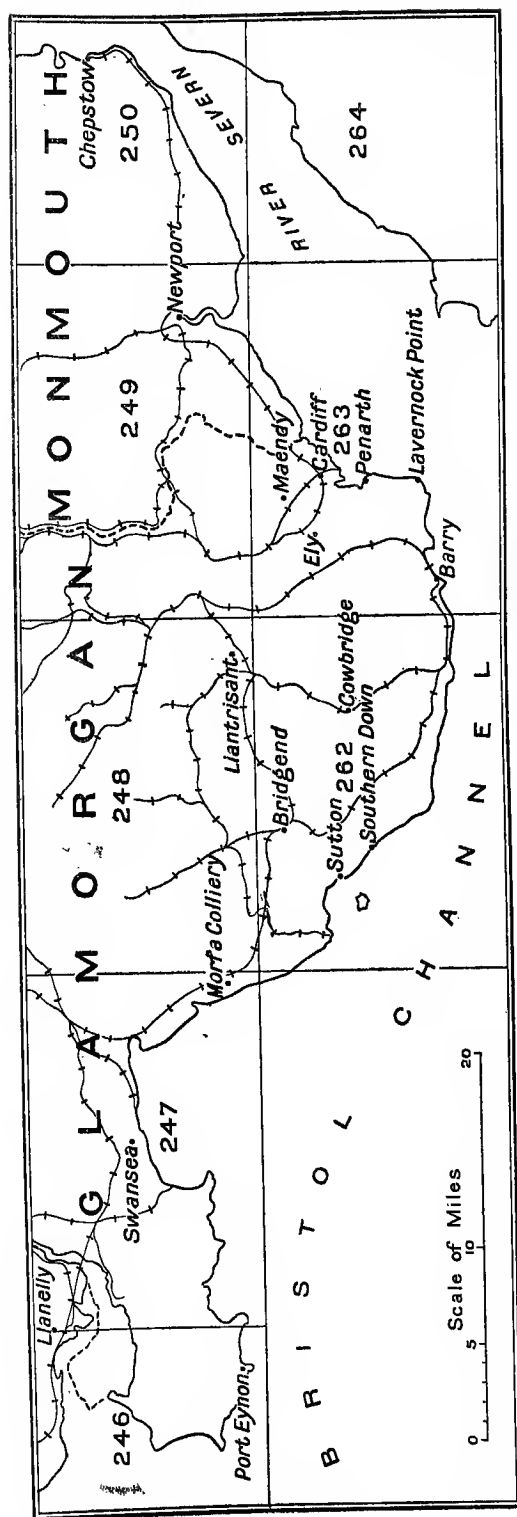 GLAMORGAN
MONMOUTH
Llanelly
246
Port Eynon
Swansea
247
Morfa Colliery
248
Llantrisant
Bridgend
Sutton
262
Southern Down
Cowbridge
249
Newport
Maendy
Cardiff
Ely
263
Penarth
Lavernock Point
Barry
Chepstow
250
RIVER SEVERN
264
BRISTOL CHANNEL
Scale of Miles
0 5 10 20